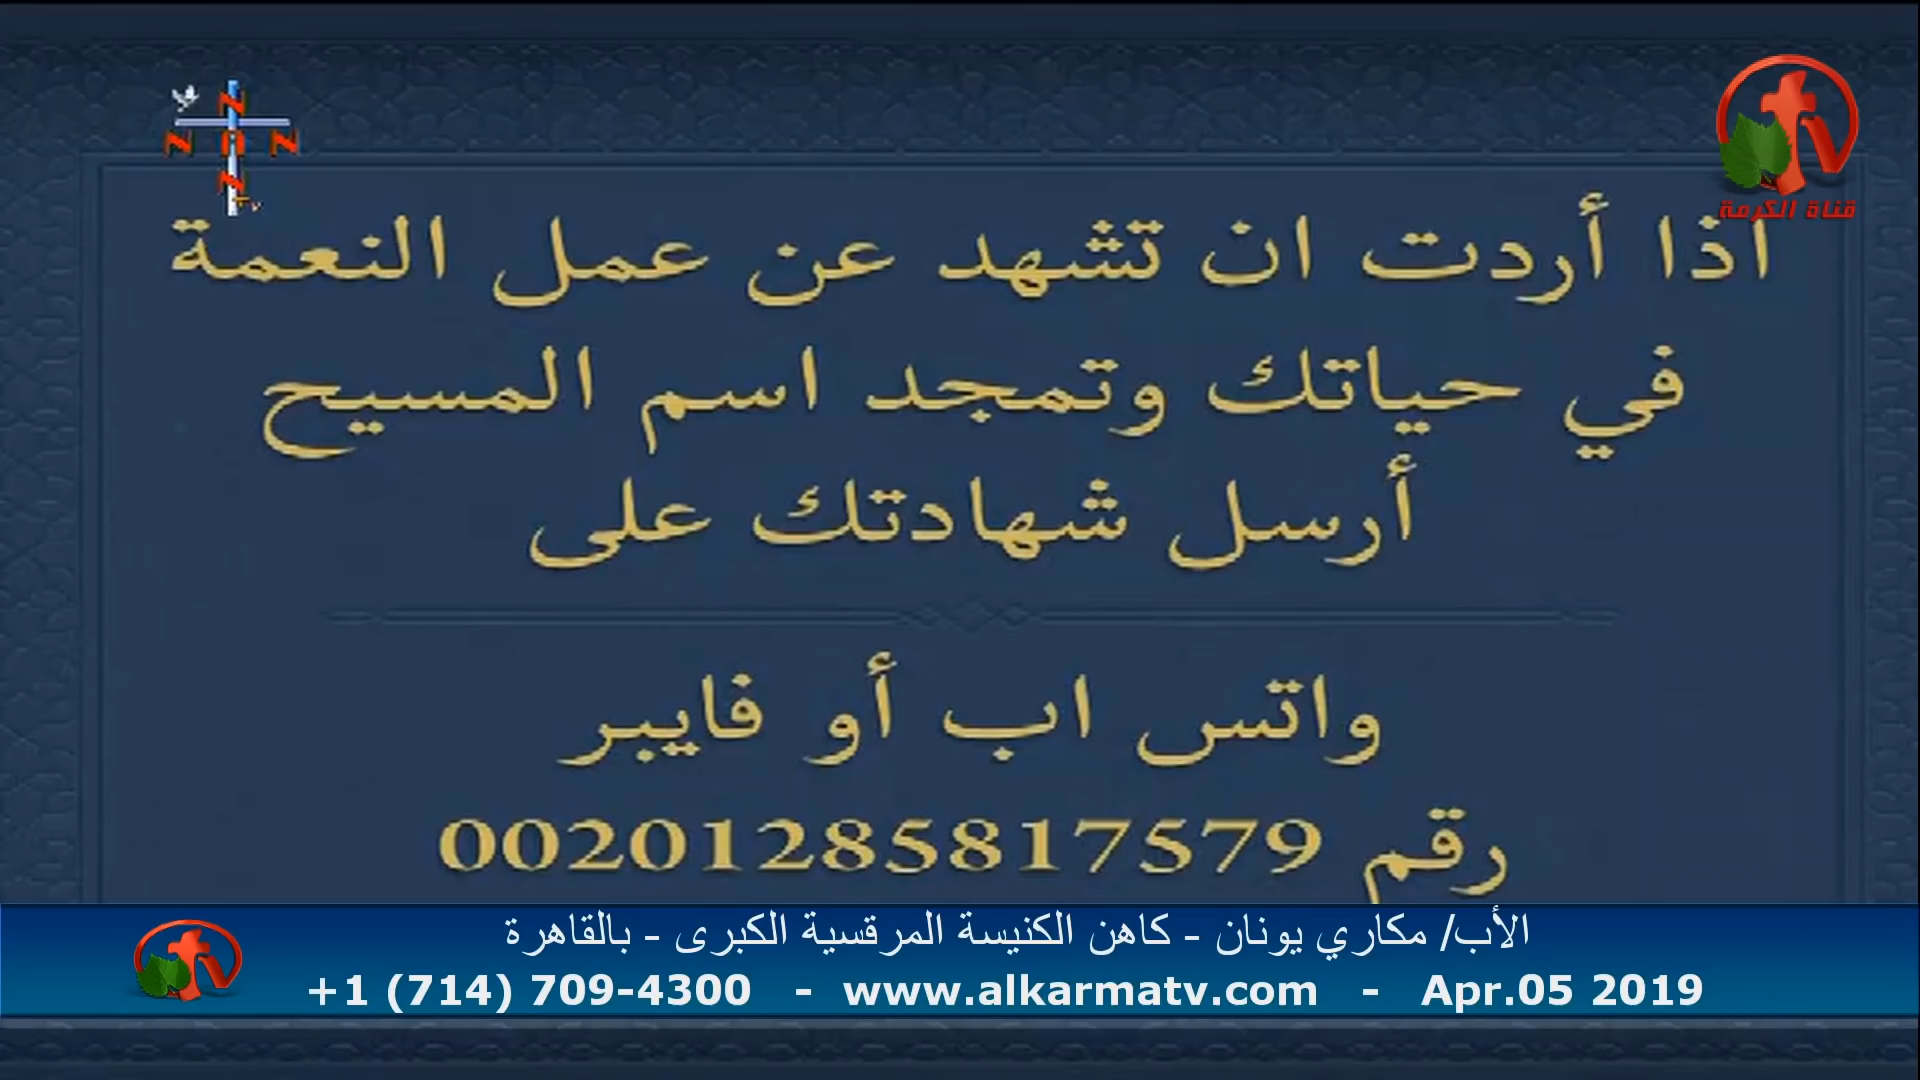 قناة الكرمة
اذا أردت ان تشهد عن عمل النعمة
في حياتك وتمجد اسم المسيح
أرسل شهادتك على
واتس اب أو فايبر
رقم 00201285817579
الأب/ مكاري يونان - كاهن الكنيسة المرقسية الكبرى - بالقاهرة
+1 (714) 709-4300 - www.alkarmatv.com - Apr.05 2019